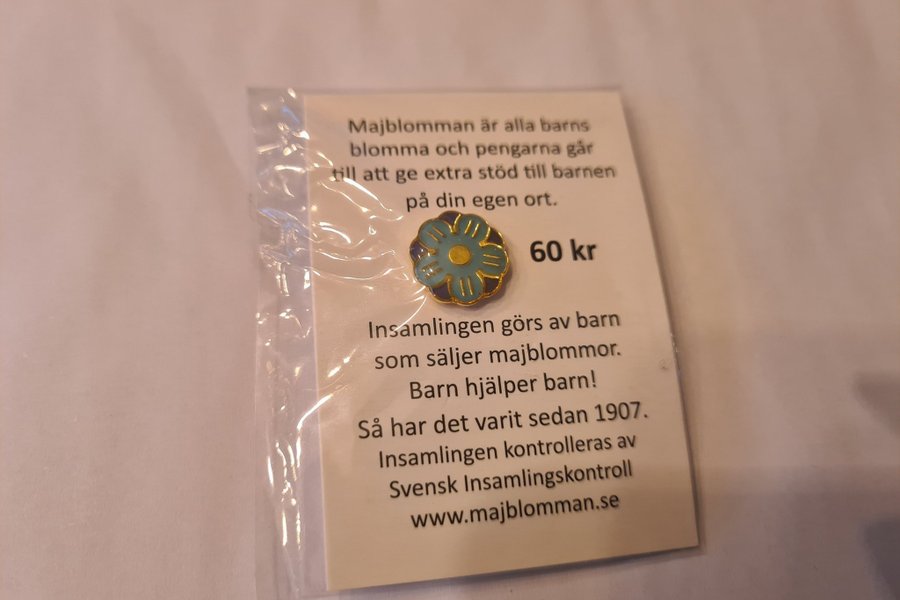 Majblomman är alla barns
blomma och pengarna går
till att ge extra stöd till barnen
på din egen ort.
60 kr
Insamlingen görs av barn
som säljer majblommor.
Barn hjälper barn!
Så har det varit sedan 1907.
Insamlingen kontrolleras av
Svensk Insamlingskontroll
www.majblomman.se